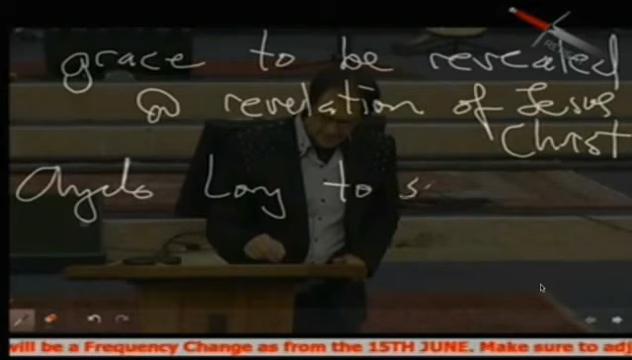 grace to be revealed
@ revelation of Jesus
Christ
Angels Long to s
will be a Frequency Change as from the 15TH JUNE. Make sure to adj